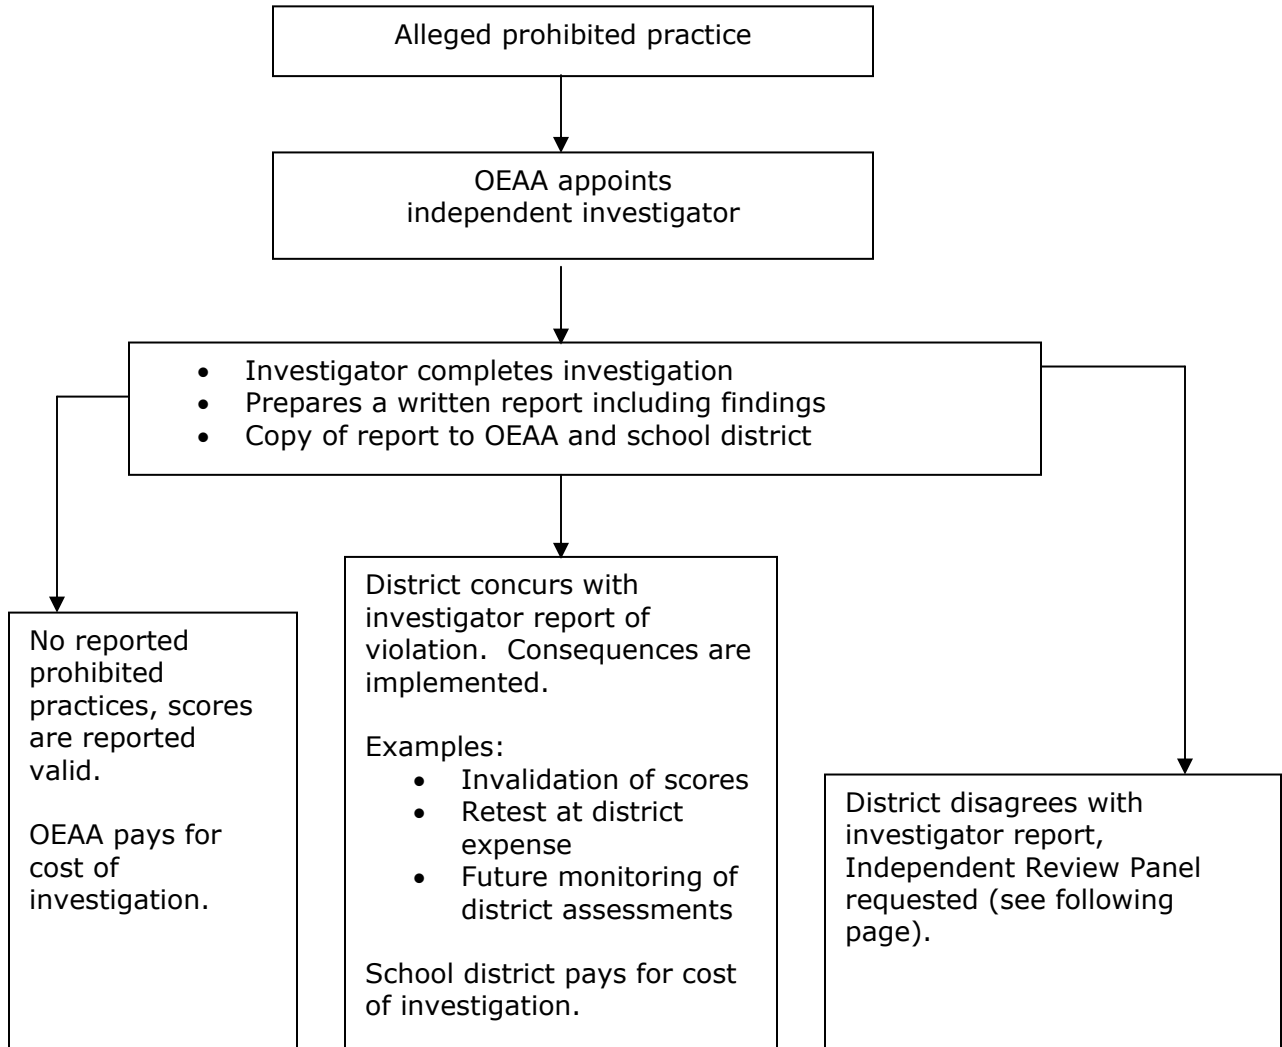 Alleged prohibited practice
OEAA appoints
independent investigator
• Investigator completes investigation
• Prepares a written report including findings
• Copy of report to OEAA and school district
No reported
prohibited
practices, scores
are reported
valid.
OEAA pays for
cost of
investigation.
District concurs with
investigator report of
violation.  Consequences are
implemented.
Examples:
• Invalidation of scores
• Retest at district
expense
• Future monitoring of
district assessments
School district pays for cost
of investigation.
District disagrees with
investigator report,
Independent Review Panel
requested (see following
page).